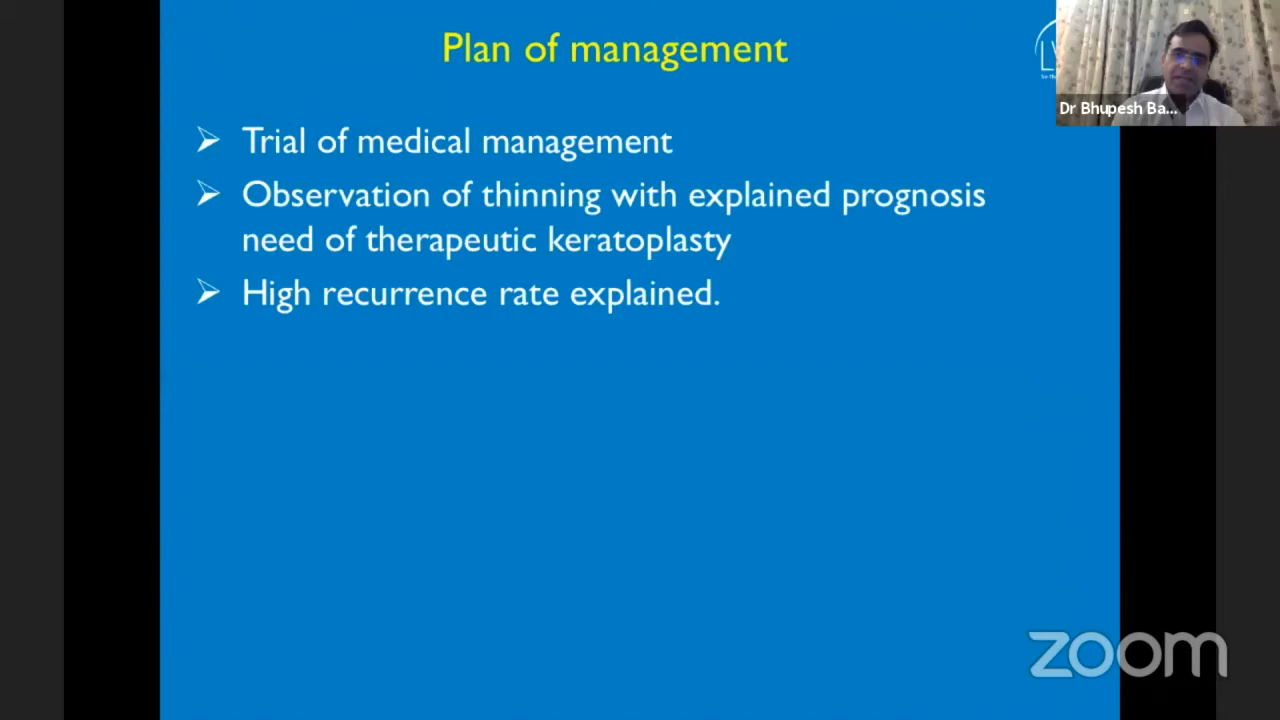 Plan of management
Dr Bhupesh Ba...
Trial of medical management
Observation of thinning with explained prognosis
need of therapeutic keratoplasty
High recurrence rate explained.
zoom